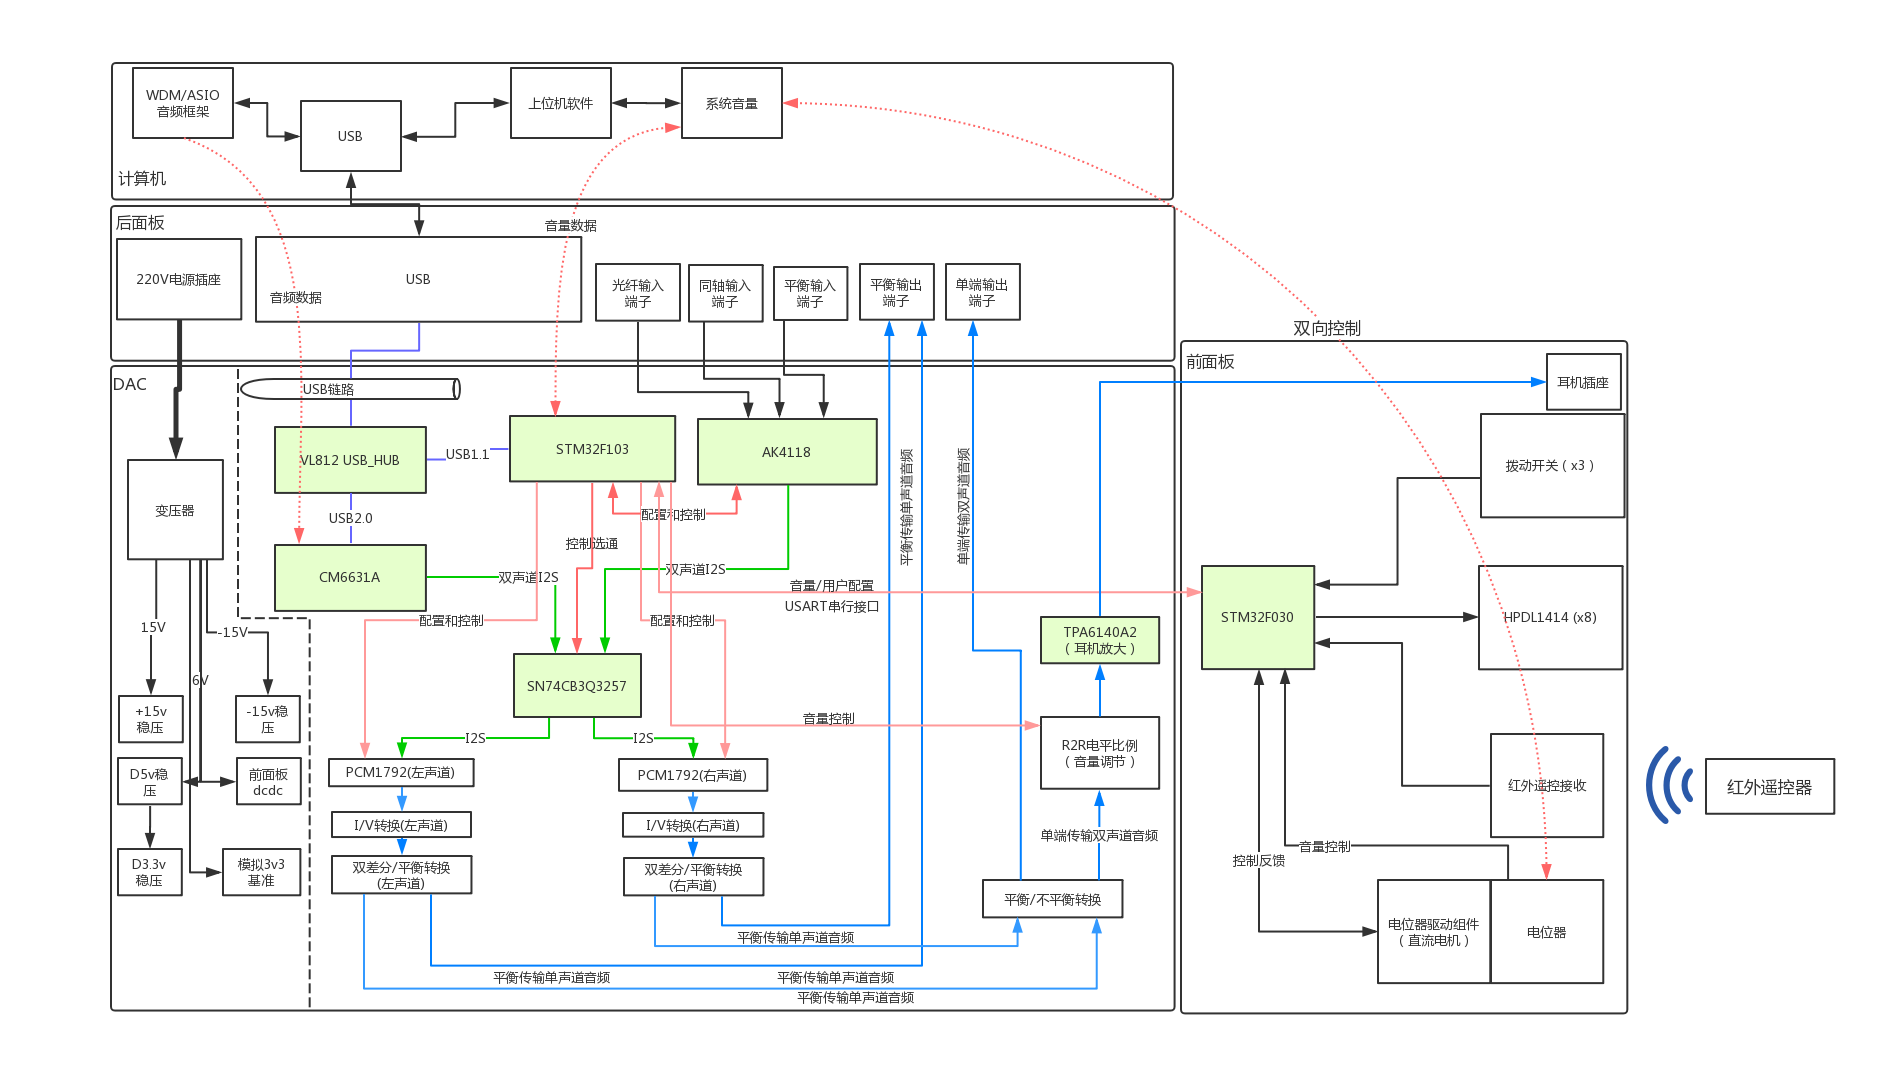 WDM/ASIO
音频框架
USB
上位机软件
系统音量
计算机
后面板
220V电源插座
USB
音量数据
音频数据
光纤输入
端子
同轴输入
端子
平衡输入
端子
平衡输出
端子
单端输出
端子
双向控制
前面板
DAC
USB链路
VL812 USB_HUB
USB1.1
STM32F103
AK4118
USB2.0
CM6631A
变压器
配置和控制
控制选通
双声道I2S
双声道I2S
平衡传输单声道音频
单端传输双声道音频
音量/用户配置
USART串行接口
配置和控制
配置和控制
15V
-15V
6V
+15v
稳压
-15v稳
压
D5v稳
压
前面板
dcdc
D3.3v
稳压
模拟3v3
基准
SN74CB3Q3257
I2S
I2S
音量控制
PCM1792(左声道)
PCM1792(右声道)
I/V转换(左声道)
I/V转换(右声道)
双差分/平衡转换
(左声道)
双差分/平衡转换
(右声道)
TPA6140A2
（耳机放大）
R2R电平比例
（音量调节）
单端传输双声道音频
平衡/不平衡转换
平衡传输单声道音频
平衡传输单声道音频
平衡传输单声道音频
平衡传输单声道音频
耳机插座
拨动开关（x3）
STM32F030
HPDL1414 (x8)
红外遥控接收
音量控制
控制反馈
电位器驱动组件
（直流电机）
电位器
红外遥控器